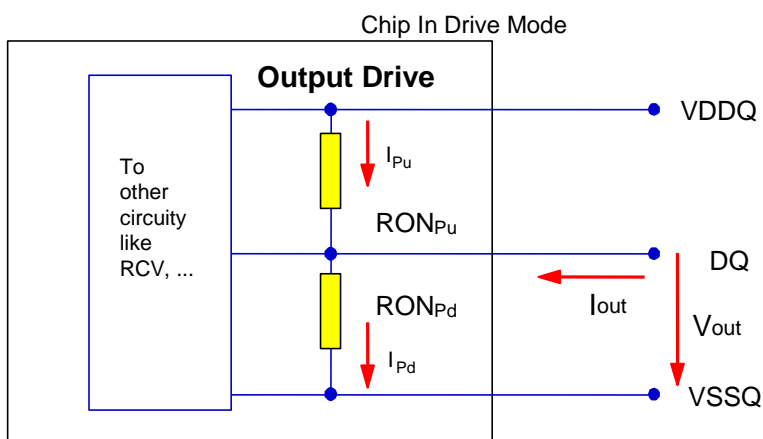 Chip In Drive Mode
Output Drive
VDDQ
To
other
circuity
like
RCV, ...
IPu
RONPu
DQ
Iout
Vout
RONPd
IPd
VSSQ